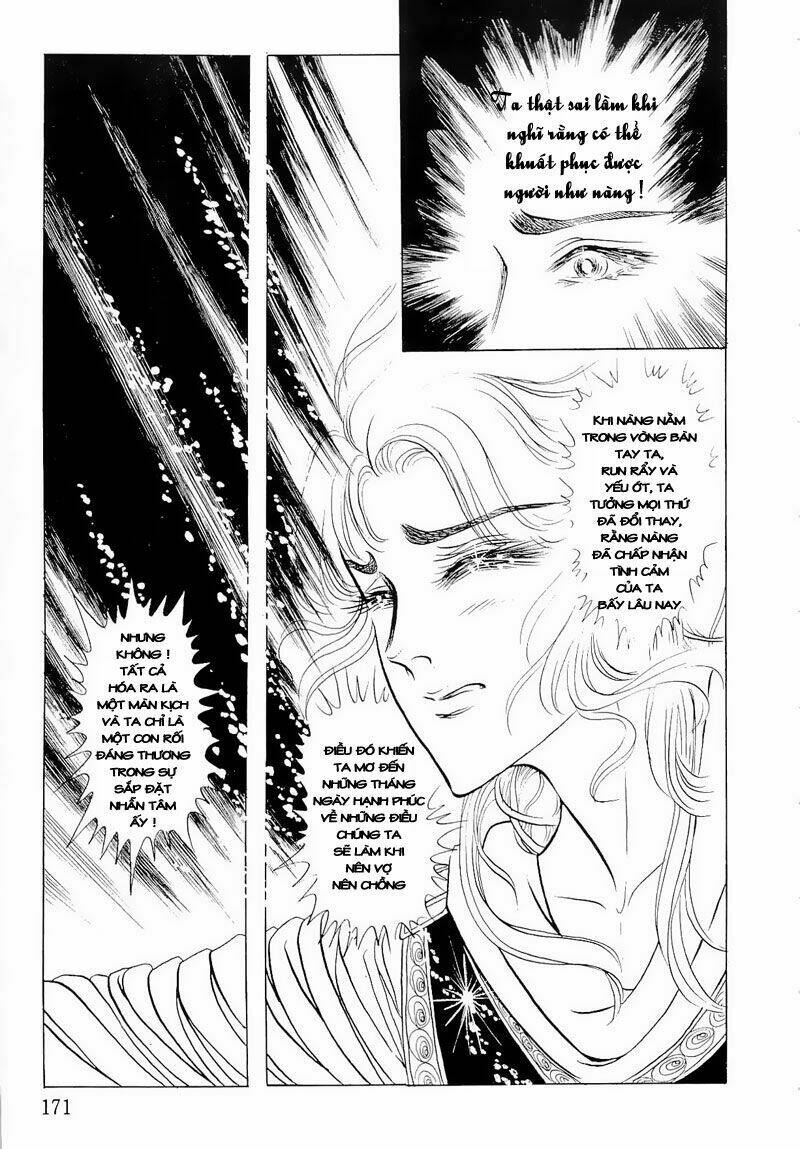 Ta thật sai lầm khi
nghĩ rằng có thể
khuất phục được
người như nàng!
KHI NÀNG NẰM
TRONG VÒNG BÀN
TAY TA,
RUN RẨY VÀ
YẾU ỚT, TA
TƯỞNG MỌI THỨ
ĐÃ ĐỔI THAY,
RẰNG NÀNG
ĐÃ CHẤP NHẬN
TÌNH CẢM
CỦA TA
BẤY LÂU NAY
ĐIỀU ĐÓ KHIẾN
TA MƠ ĐẾN
NHỮNG THÁNG
NGÀY HẠNH PHÚC
VỀ NHỮNG ĐIỀU
CHÚNG TA
SẼ LÀM KHI
NÊN VỢ
NÊN CHỒNG
NHƯNG
KHÔNG !
TẤT CẢ
HÓA RA LÀ
MỘT MÀN KỊCH
VÀ TA CHỈ LÀ
MỘT CON RỐI
ĐÁNG THƯƠNG
TRONG SỰ
SẮP ĐẶT
NHẪN TÂM
ẤY !
171